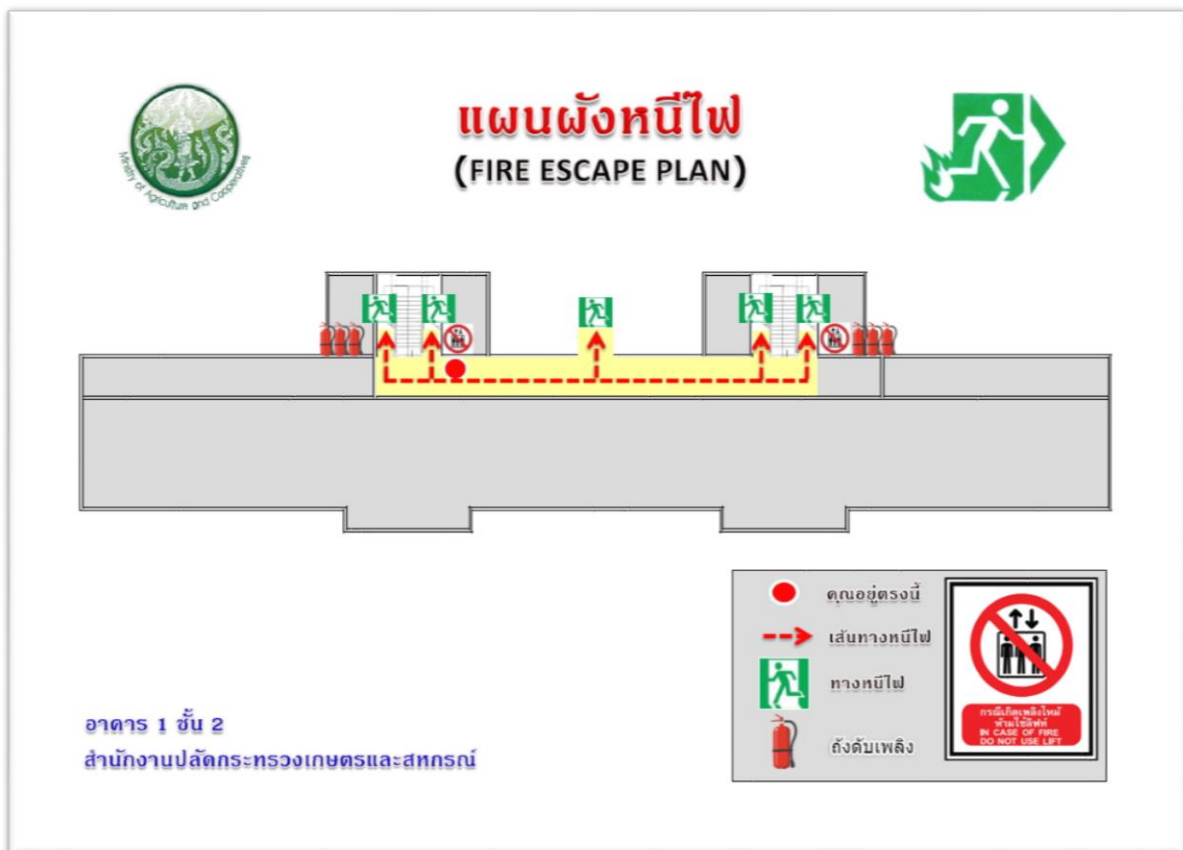 Ministry of Agriculture and Cooperatives
แผนผังหนีไฟ
(FIRE ESCAPE PLAN)
คุณอยู่ตรงนี้
เส้นทางหนีไฟ
ทางหนีไฟ
ถังดับเพลิง
กรณีเกิดเพลิงไหม้
ห้ามใช้ลิฟท์
IN CASE OF FIRE
DO NOT USE LIFT
อาคาร 1 ชั้น 2
สำนักงานปลัดกระทรวงเกษตรและสหกรณ์